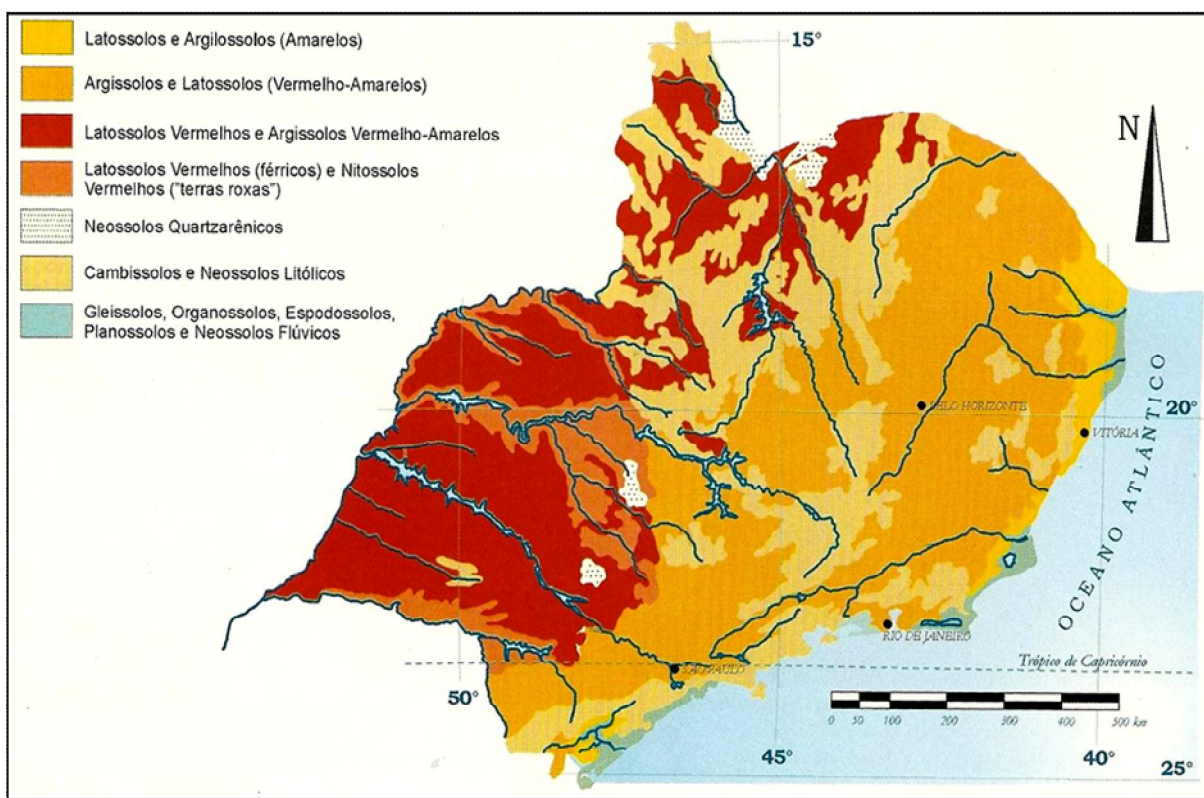 Latossolos e Argilossolos (Amarelos)
Argissolos e Latossolos (Vermelho-Amarelos)
Latossolos Vermelhos e Argissolos Vermelho-Amarelos
Latossolos Vermelhos (férricos) e Nitossolos
Vermelhos ("terras roxas")
Neossolos Quartzarênicos
Cambissolos e Neossolos Litólicos
Gleissolos, Organossolos, Espodossolos,
Planossolos e Neossolos Flúvicos
15°
N
BELO HORIZONTE
20°
VITÓRIA
OCEANO ATLÂNTICO
RIO DE JANEIRO
Trópico de Capricórnio
SÃO PAULO
50°
0 50 100 200 300 400 500 km
45°
40°
25°